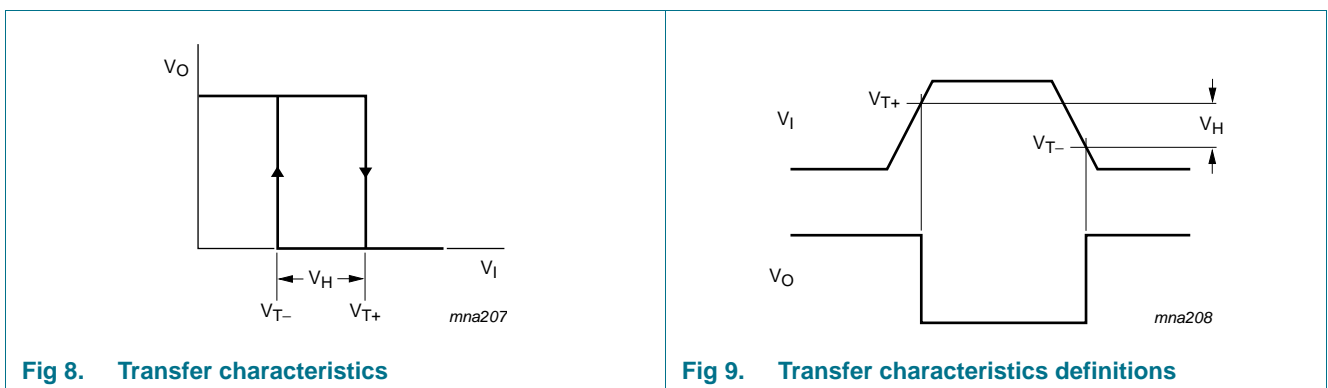 VO
VH
VI
VT− VT+
mna207
Fig 8. Transfer characteristics
VT+
VI
VH
VT−
VO
mna208
Fig 9. Transfer characteristics definitions